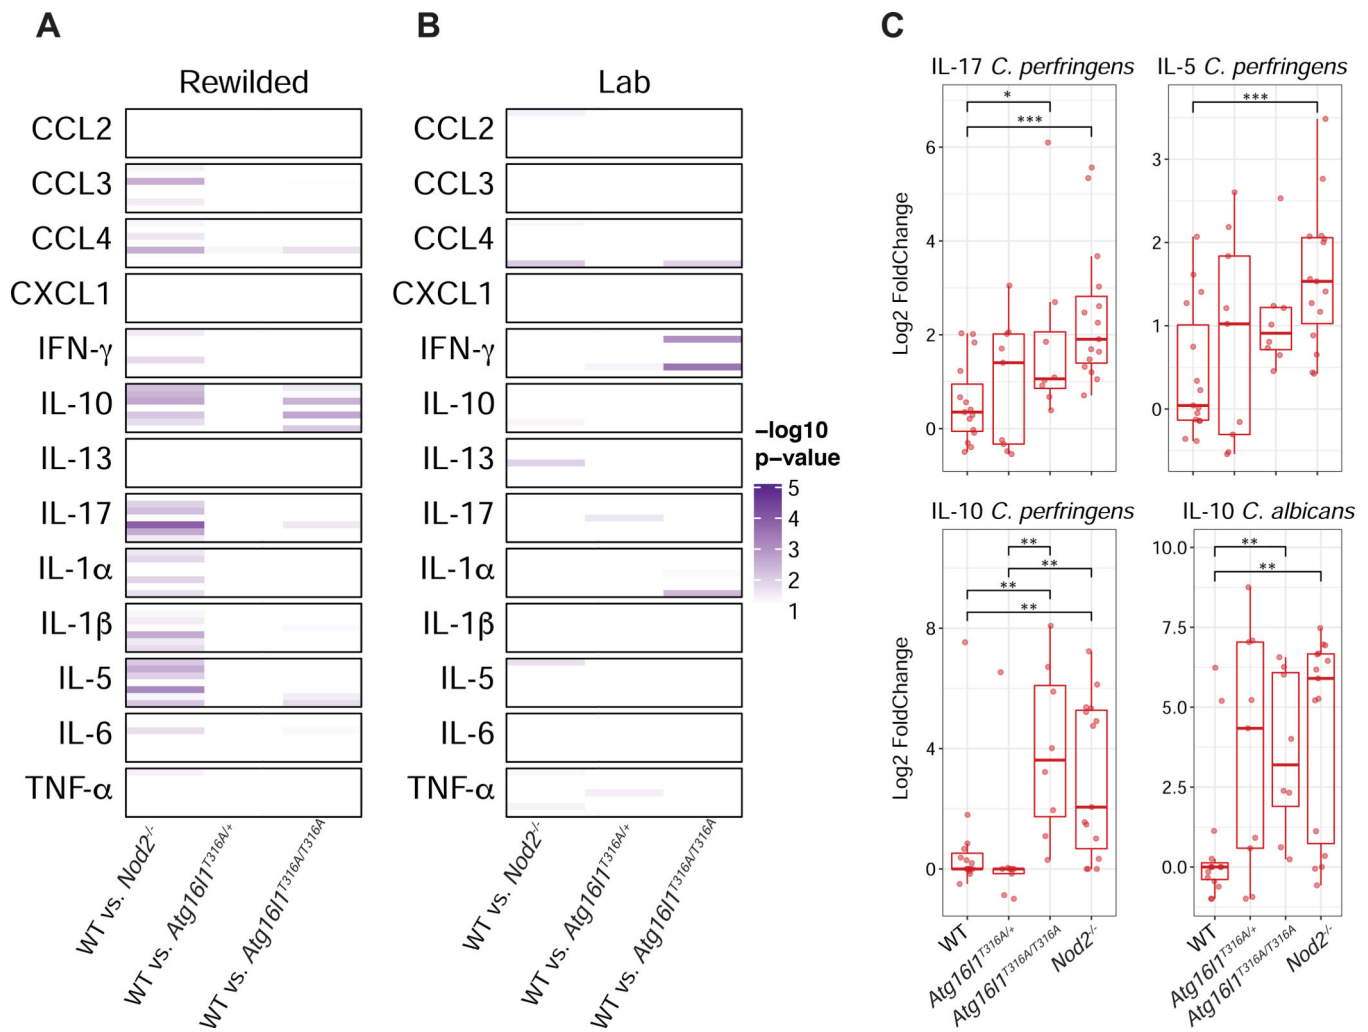 A
B
C
Rewilded
CCL2
CCL3
CCL4
CXCL1
IFN-γ
IL-10
IL-13
IL-17
IL-1α
IL-1β
IL-5
IL-6
TNF-α
WT vs. Nod2-/-
WT vs. Atg16l1T316A/+
WT vs. Atg16l1T316A/T316A
Lab
CCL2
CCL3
CCL4
CXCL1
IFN-γ
IL-10
IL-13
IL-17
IL-1α
IL-1β
IL-5
IL-6
TNF-α
WT vs. Nod2-/-
WT vs. Atg16l1T316A/+
WT vs. Atg16l1T316A/T316A
−log10
p−value
5
4
3
2
1
IL-17 C. perfringens
*
***
6
4
2
0
Log2 FoldChange
IL-5 C. perfringens
***
3
2
1
0
IL-10 C. perfringens
**
**
**
**
8
4
0
Log2 FoldChange
WT
Atg16l1T316A/+
Atg16l1T316A/T316A
Nod2-/-
IL-10 C. albicans
**
**
10.0
7.5
5.0
2.5
0.0
WT
Atg16l1T316A/+
Atg16l1T316A/T316A
Nod2-/-